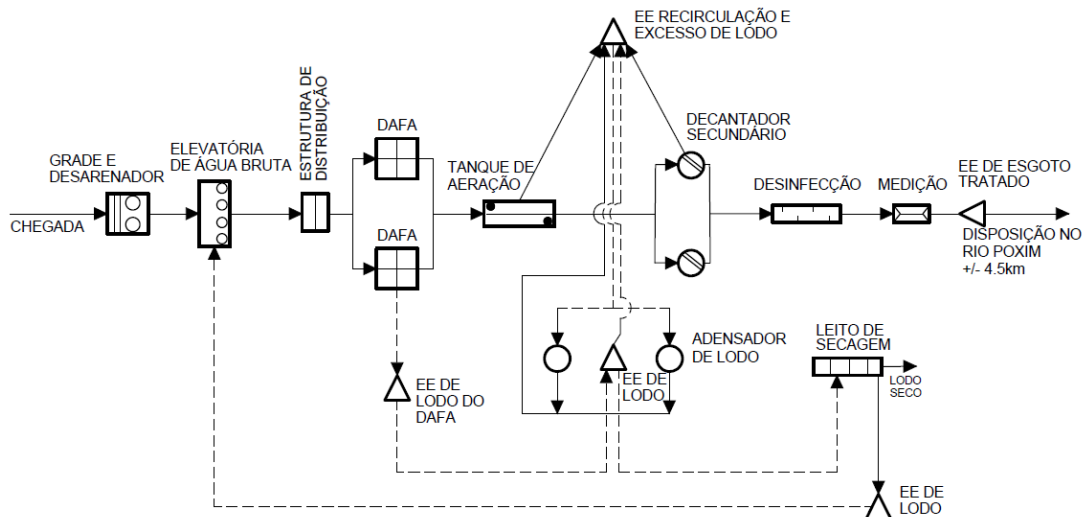 EE RECIRCULAÇÃO E
EXCESSO DE LODO
ESTRUTURA DE
DISTRIBUIÇÃO
DAFA
DECANTADOR
SECUNDÁRIO
ELEVATÓRIA
DE ÁGUA BRUTA
GRADE E
DESARENADOR
TANQUE DE
AERAÇÃO
EE DE ESGOTO
TRATADO
DESINFECÇÃO
MEDIÇÃO
CHEGADA
DISPOSIÇÃO NO
RIO POXIM
+/- 4.5km
DAFA
ADENSADOR
DE LODO
LEITO DE
SECAGEM
EE DE
LODO DO
DAFA
EE DE
LODO
LODO
SECO
EE DE
LODO